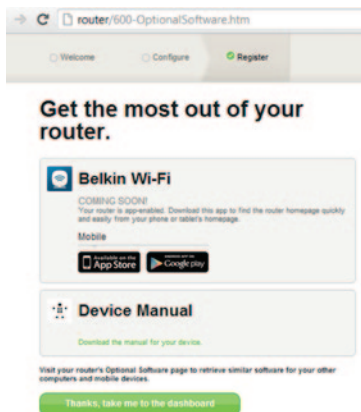 router/600-OptionalSoftware.htm
Welcome
Configure
Register
Get the most out of your
router.
Belkin Wi-Fi
COMING SOON!
Your router is app-enabled. Download this app to find the router homepage quickly
and easily from your phone or tablet's homepage.
Mobile
Available on the
App Store
Google play
Device Manual
Download the manual for your device.
Visit your router's Optional Software page to retrieve similar software for your other
computers and mobile devices.
Thanks, take me to the dashboard